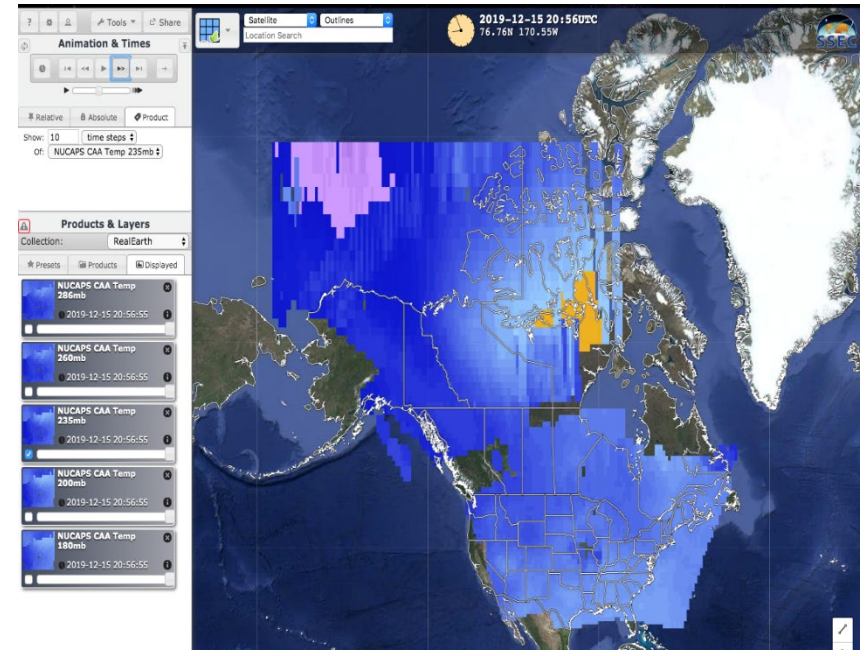 ?
Tools
Share
Animation & Times
Relative
Absolute
Product
Show: 10 time steps
Of: NUCAPS CAA Temp 235mb
Products & Layers
Collection: RealEarth
Presets
Products
Displayed
NUCAPS CAA Temp
286mb
2019-12-15 20:56:55
NUCAPS CAA Temp
260mb
2019-12-15 20:56:55
NUCAPS CAA Temp
235mb
2019-12-15 20:56:55
NUCAPS CAA Temp
200mb
2019-12-15 20:56:55
NUCAPS CAA Temp
180mb
2019-12-15 20:56:55
Satellite
Outlines
Location Search
2019-12-15 20:56UTC
76.76N 170.55W
SSEC